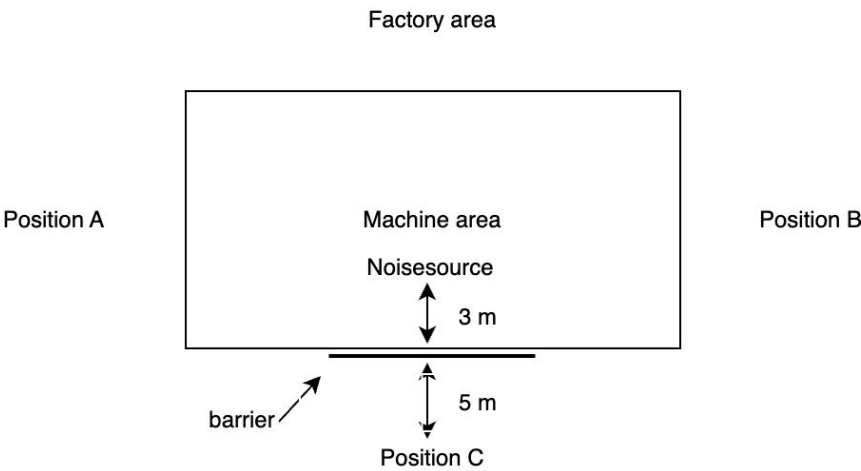 Factory area
Position A
Machine area
Position B
Noisesource
3 m
barrier
5 m
Position C